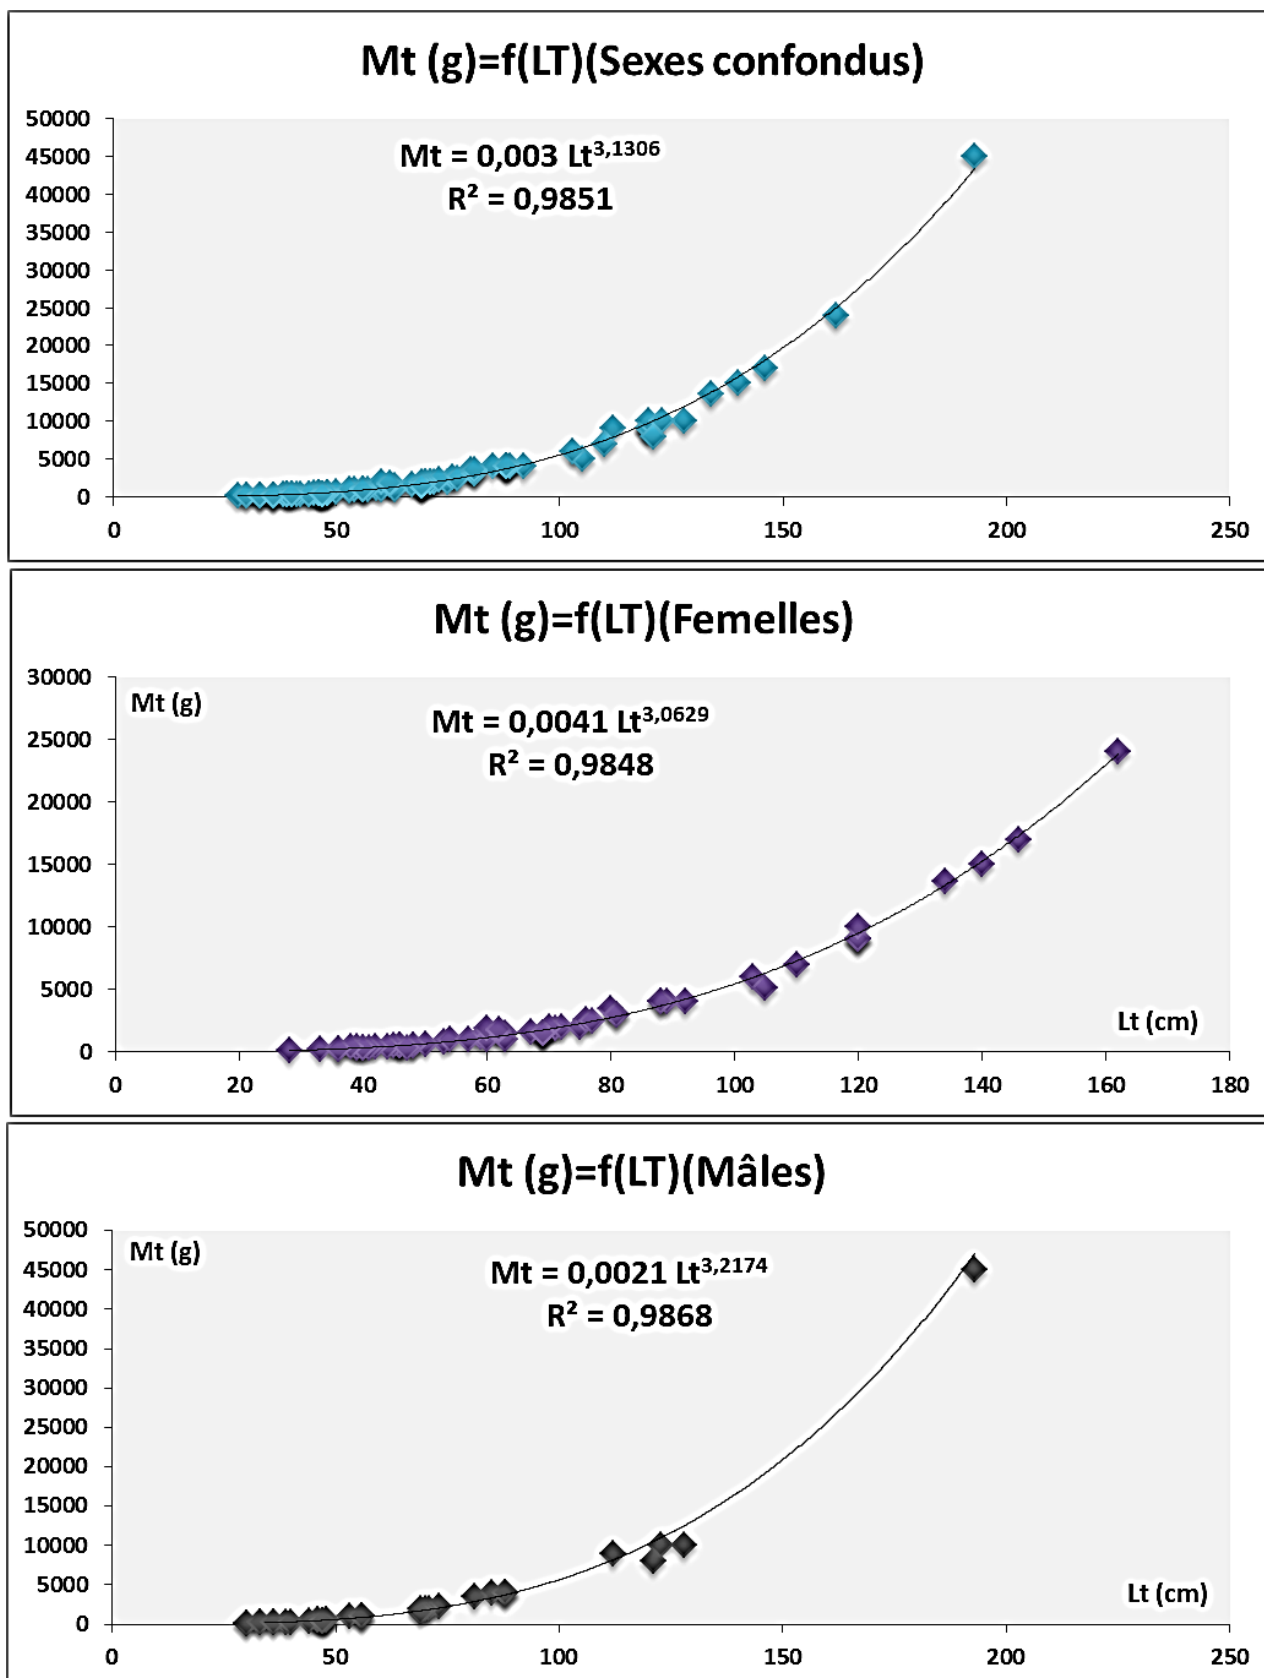 Mt (g)=f(LT)(Sexes confondus)
50000
45000
40000
35000
30000
25000
20000
15000
10000
5000
0
Mt = 0,003 Lt³,¹³⁰⁶
R² = 0,9851
0 50 100 150 200 250
Mt (g)=f(LT)(Femelles)
30000
25000
20000
15000
10000
5000
0
Mt (g)
Mt = 0,0041 Lt³,⁰⁶²⁹
R² = 0,9848
Lt (cm)
0 20 40 60 80 100 120 140 160 180
Mt (g)=f(LT)(Mâles)
50000
45000
40000
35000
30000
25000
20000
15000
10000
5000
0
Mt (g)
Mt = 0,0021 Lt³,²¹⁷⁴
R² = 0,9868
Lt (cm)
0 50 100 150 200 250